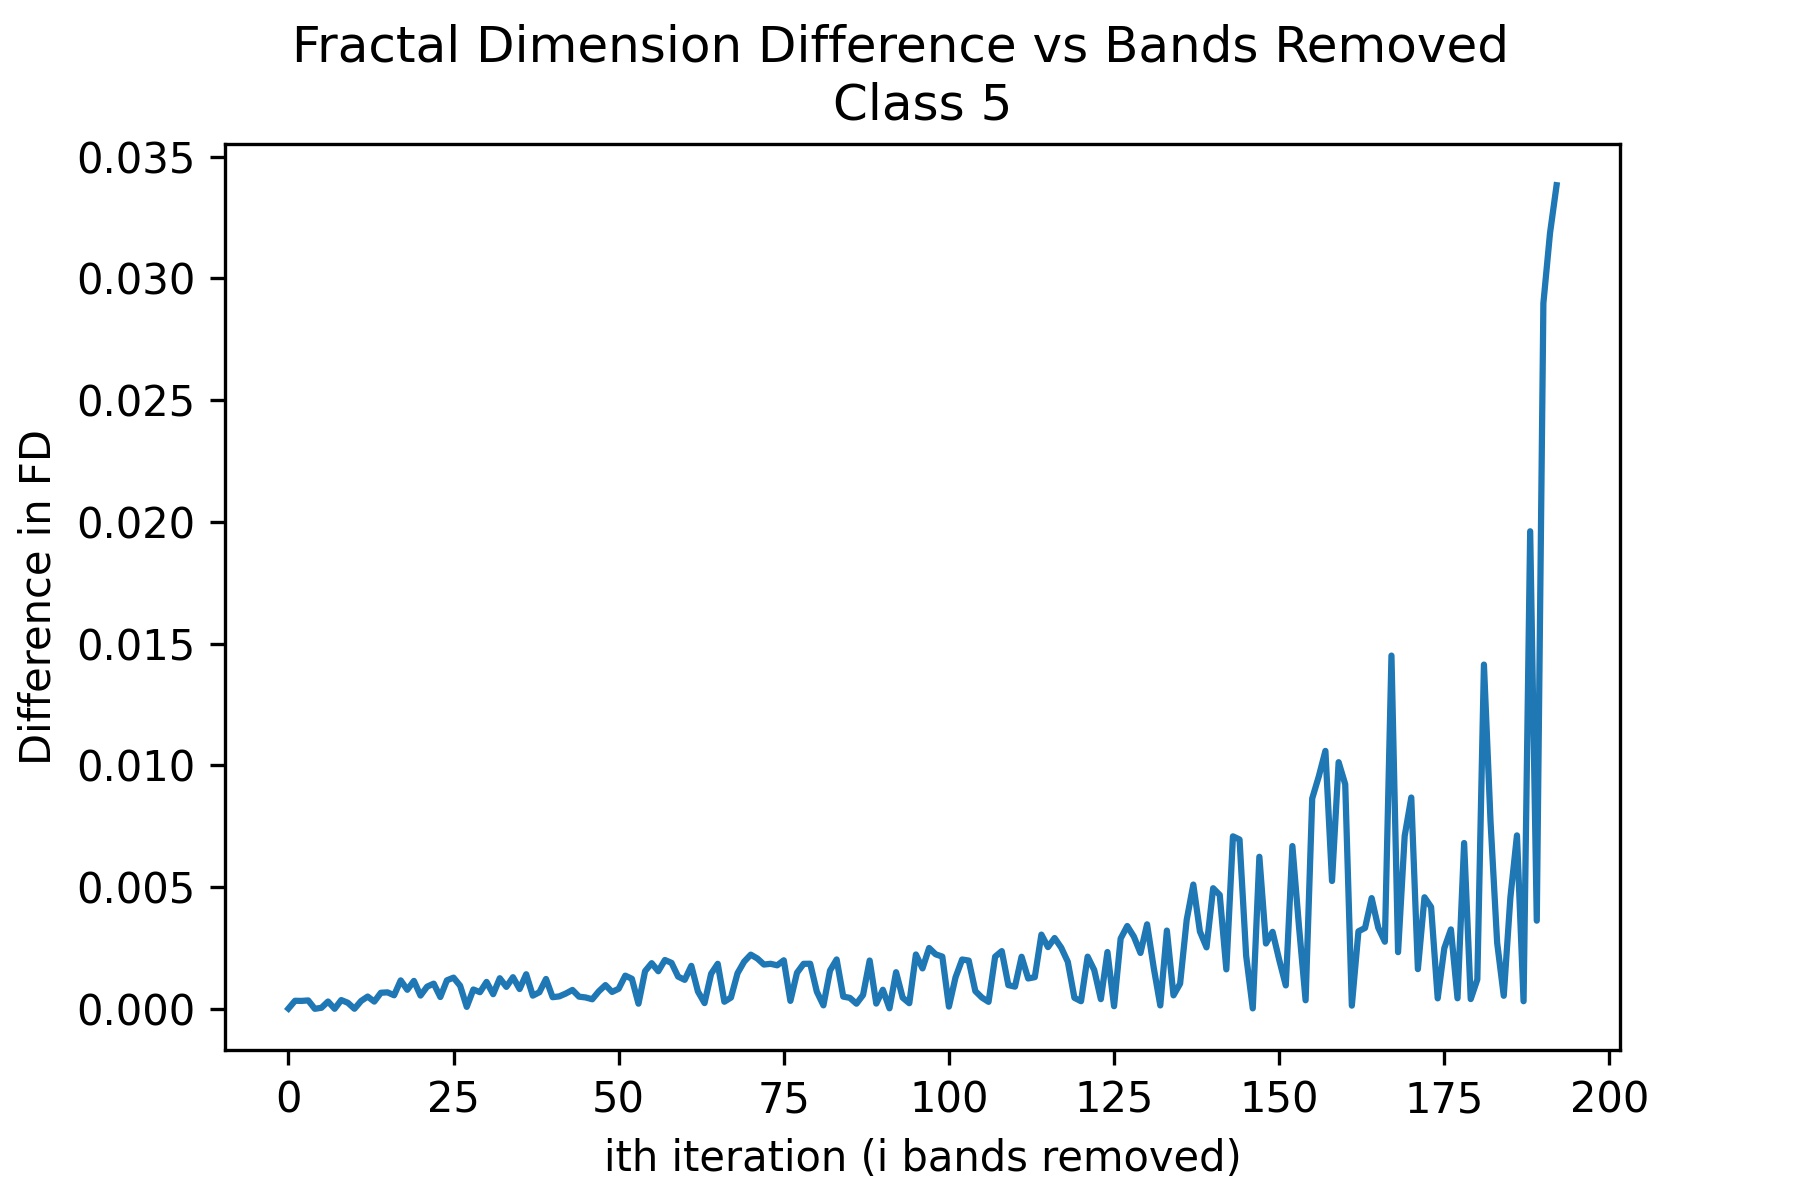 Fractal Dimension Difference vs Bands Removed
Class 5
0.035
0.030
0.025
0.020
0.015
0.010
0.005
0.000
Difference in FD
0 25 50 75 100 125 150 175 200
ith iteration (i bands removed)